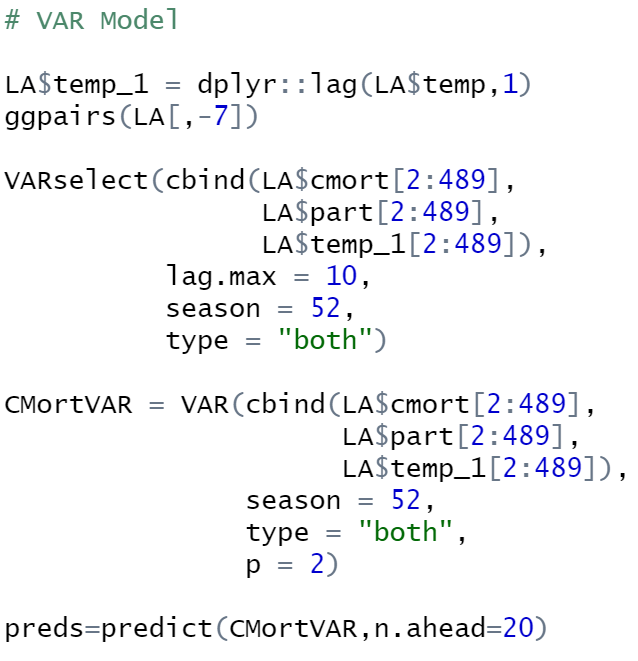 # VAR Model
LA$temp_1 = dplyr::lag(LA$temp,1)
ggpairs(LA[,-7])
VARselect(cbind(LA$cmort[2:489],
LA$part[2:489],
LA$temp_1[2:489]),
lag.max = 10,
season = 52,
type = "both")
CMortVAR = VAR(cbind(LA$cmort[2:489],
LA$part[2:489],
LA$temp_1[2:489]),
season = 52,
type = "both",
p = 2)
preds=predict(CMortVAR,n.ahead=20)